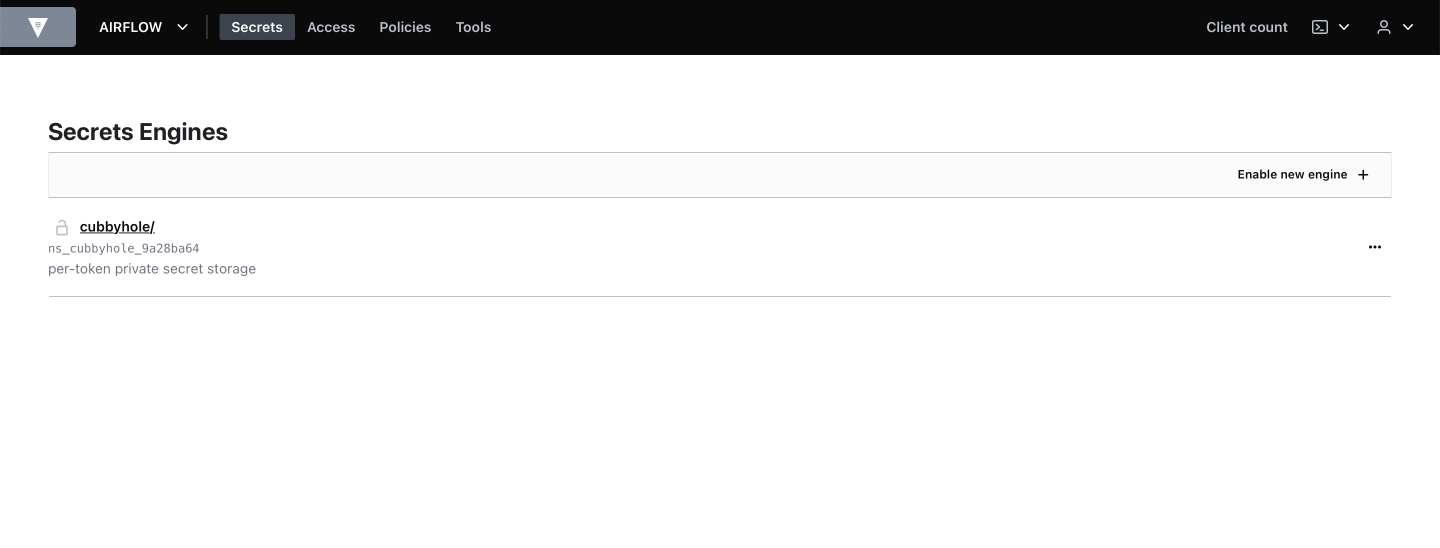 AIRFLOW Secrets Access Policies Tools Client count
Secrets Engines
Enable new engine +
cubbyhole/
ns_cubbyhole_9a28ba64
per-token private secret storage